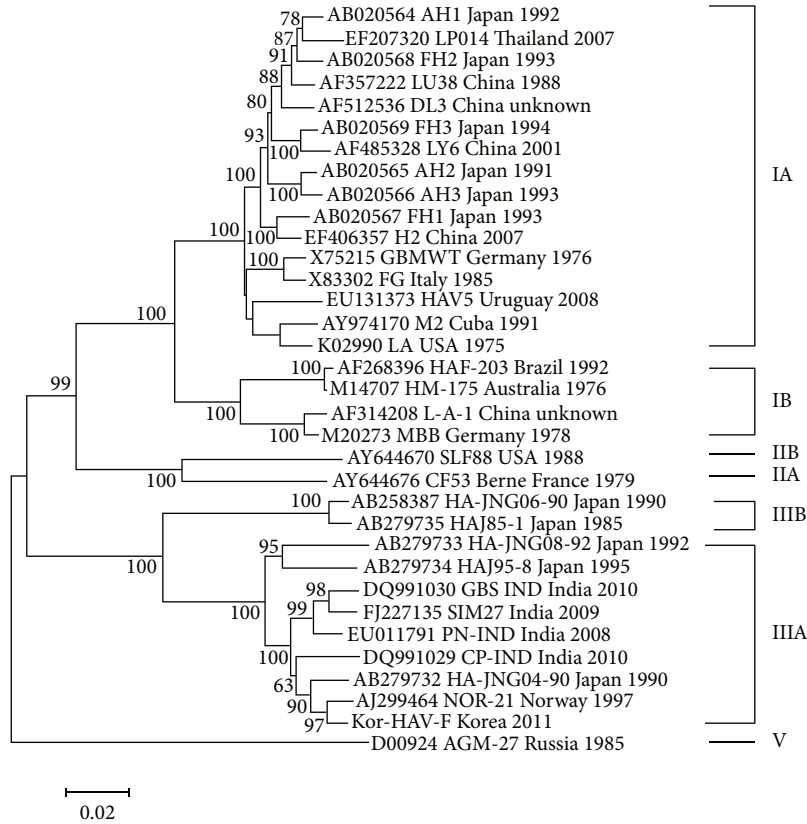 78
AB020564 AH1 Japan 1992
87
EF207320 LP014 Thailand 2007
91
AB020568 FH2 Japan 1993
88
AF357222 LU38 China 1988
80
AF512536 DL3 China unknown
93
AB020569 FH3 Japan 1994
100
AF485328 LY6 China 2001
100
AB020565 AH2 Japan 1991
100
AB020566 AH3 Japan 1993
IA
100
AB020567 FH1 Japan 1993
100
EF406357 H2 China 2007
100
X75215 GBMWT Germany 1976
X83302 FG Italy 1985
EU131373 HAV5 Uruguay 2008
100
AY974170 M2 Cuba 1991
K02990 LA USA 1975
100
AF268396 HAF-203 Brazil 1992
99
M14707 HM-175 Australia 1976
IB
100
AF314208 L-A-1 China unknown
100
M20273 MBB Germany 1978
AY644670 SLF88 USA 1988
IIB
100
AY644676 CF53 Berne France 1979
IIA
100
AB258387 HA-JNG06-90 Japan 1990
IIIB
AB279735 HAJ85-1 Japan 1985
95
AB279733 HA-JNG08-92 Japan 1992
100
AB279734 HAJ95-8 Japan 1995
98
DQ991030 GBS IND India 2010
100
99
FJ227135 SIM27 India 2009
EU011791 PN-IND India 2008
IIIA
100
DQ991029 CP-IND India 2010
63
AB279732 HA-JNG04-90 Japan 1990
90
AJ299464 NOR-21 Norway 1997
97
Kor-HAV-F Korea 2011
D00924 AGM-27 Russia 1985
V
0.02